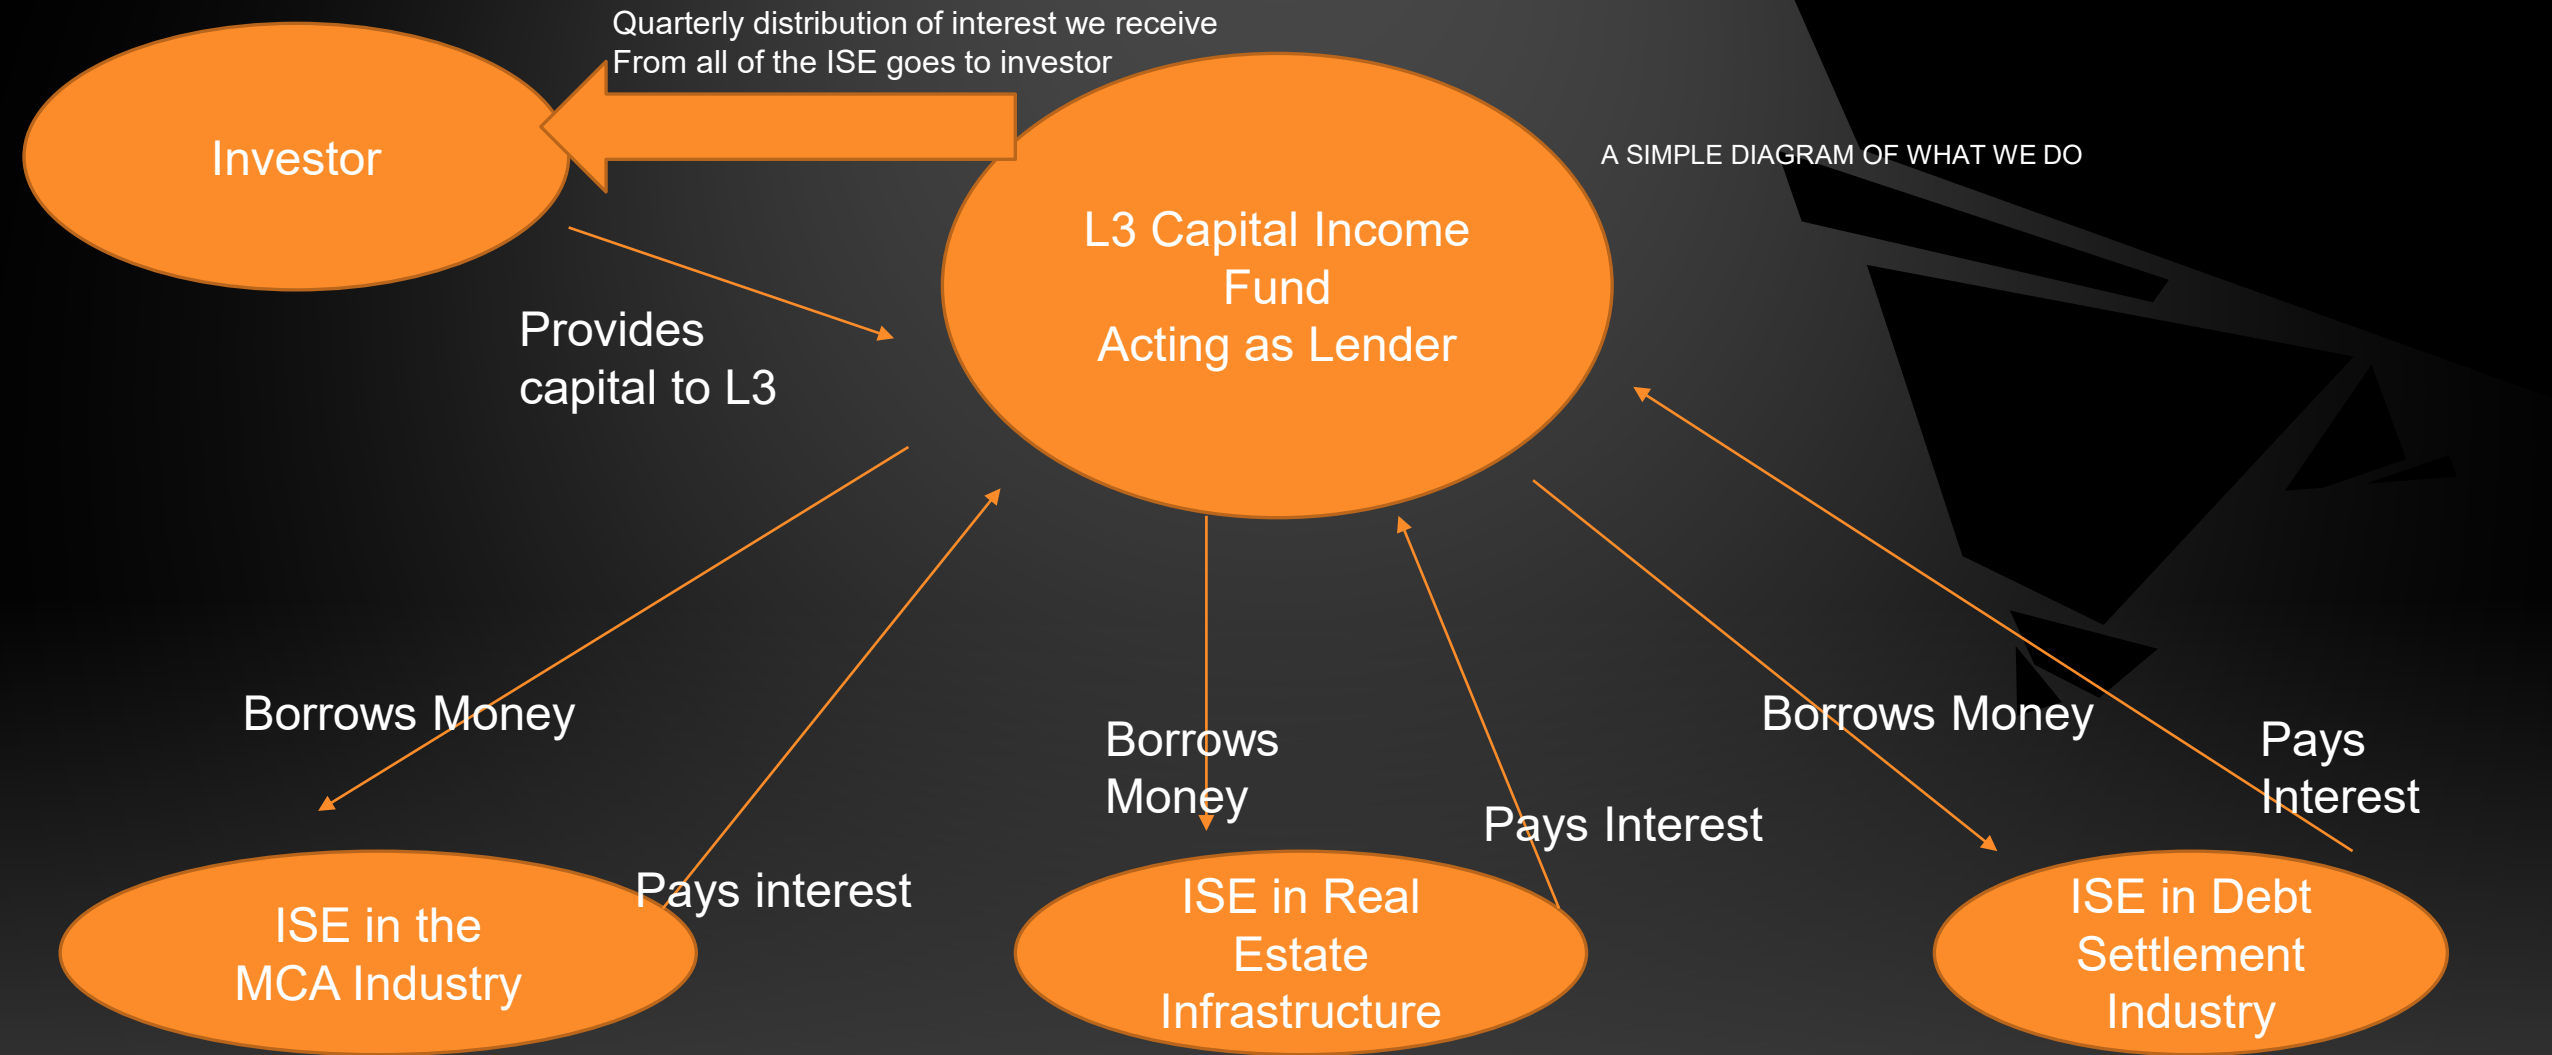 Quarterly distribution of interest we receive
From all of the ISE goes to investor
Investor
A SIMPLE DIAGRAM OF WHAT WE DO
L3 Capital Income
Fund
Acting as Lender
Provides
capital to L3
Borrows Money
Pays interest
Borrows
Money
Pays Interest
Borrows Money
Pays
Interest
ISE in the
MCA Industry
ISE in Real
Estate
Infrastructure
ISE in Debt
Settlement
Industry